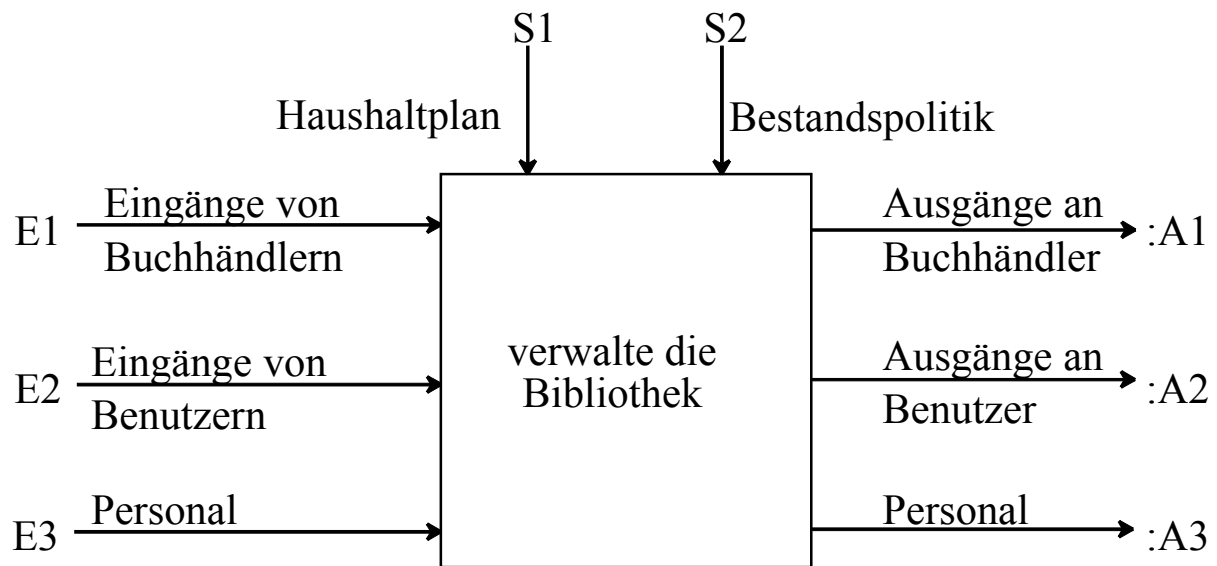 S1 S2
Haushaltplan Bestandspolitik
E1 Eingänge von Ausgänge an :A1
Buchhändlern Buchhändler
verwalte die
Bibliothek
E2 Eingänge von Ausgänge an :A2
Benutzern Benutzer
E3 Personal Personal :A3